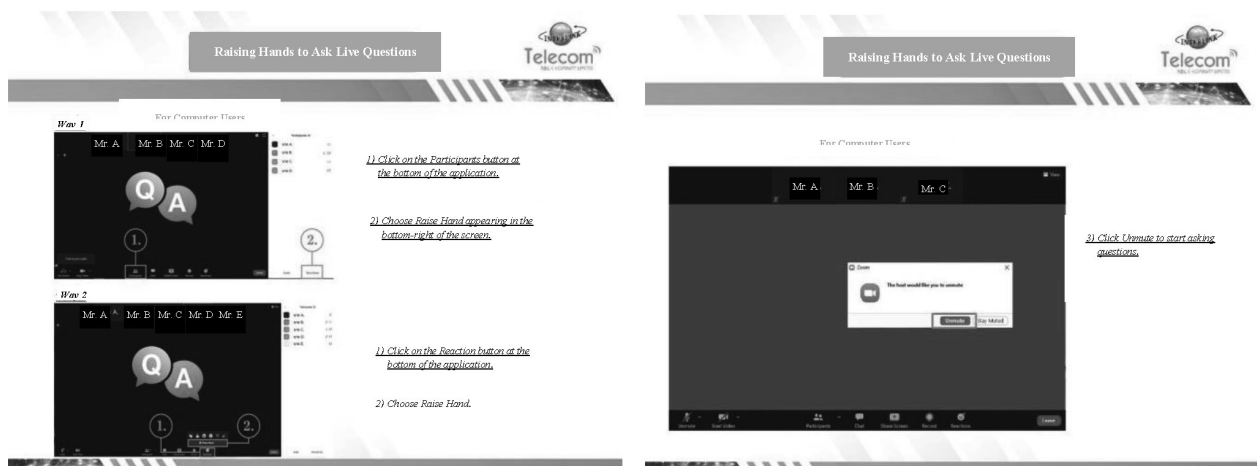 Raising Hands to Ask Live Questions
Telecom
For Computer Users
Way 1
Mr. A Mr. B Mr. C Mr. D
Q A
1.
2.
1) Click on the Participants button at
the bottom of the application.
2) Choose Raise Hand appearing in the
bottom-right of the screen.
Way 2
Mr. A Mr. B Mr. C Mr. D Mr. E
Q A
1.
2.
1) Click on the Reaction button at the
bottom of the application.
2) Choose Raise Hand.
Raising Hands to Ask Live Questions
Telecom
For Computer Users
View
Mr. A Mr. B Mr. C
Zoom
The host would like you to unmute
Unmute Stay Muted
Unmute Start Video Participants Chat Share Screen Record Reactions Leave
3) Click Unmute to start asking
questions.